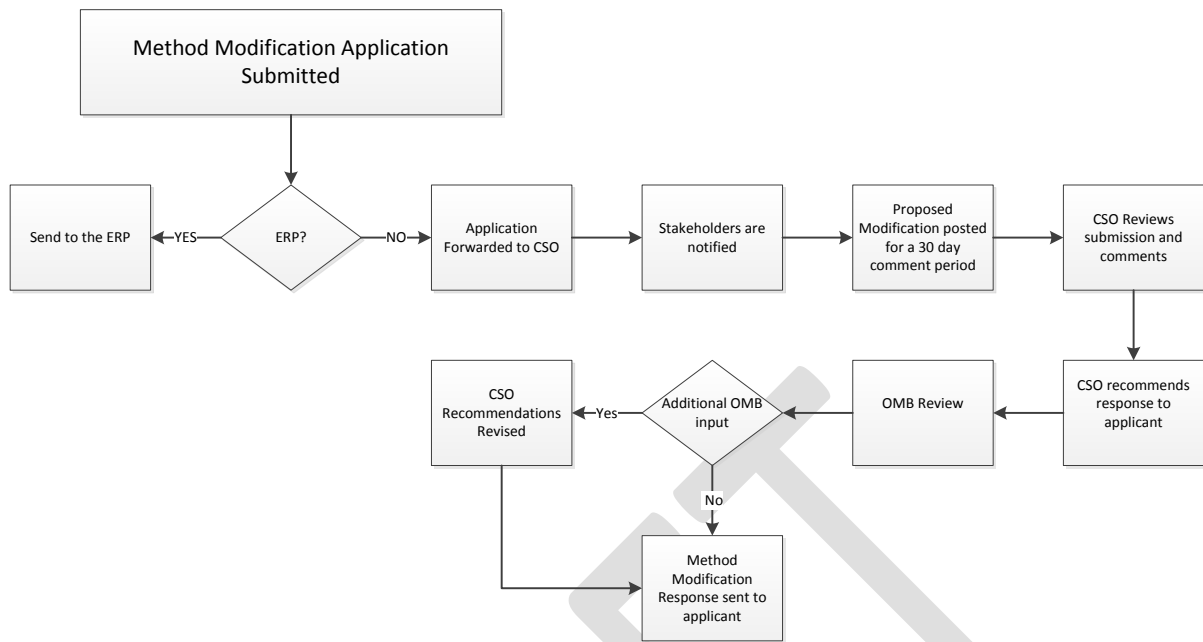 Method Modification Application
Submitted
Send to the ERP
YES
ERP?
NO
Application
Forwarded to CSO
Stakeholders are
notified
Proposed
Modification posted
for a 30 day
comment period
CSO Reviews
submission and
comments
CSO recommends
response to
applicant
OMB Review
Additional OMB
input
Yes
CSO
Recommendations
Revised
No
Method
Modification
Response sent to
applicant